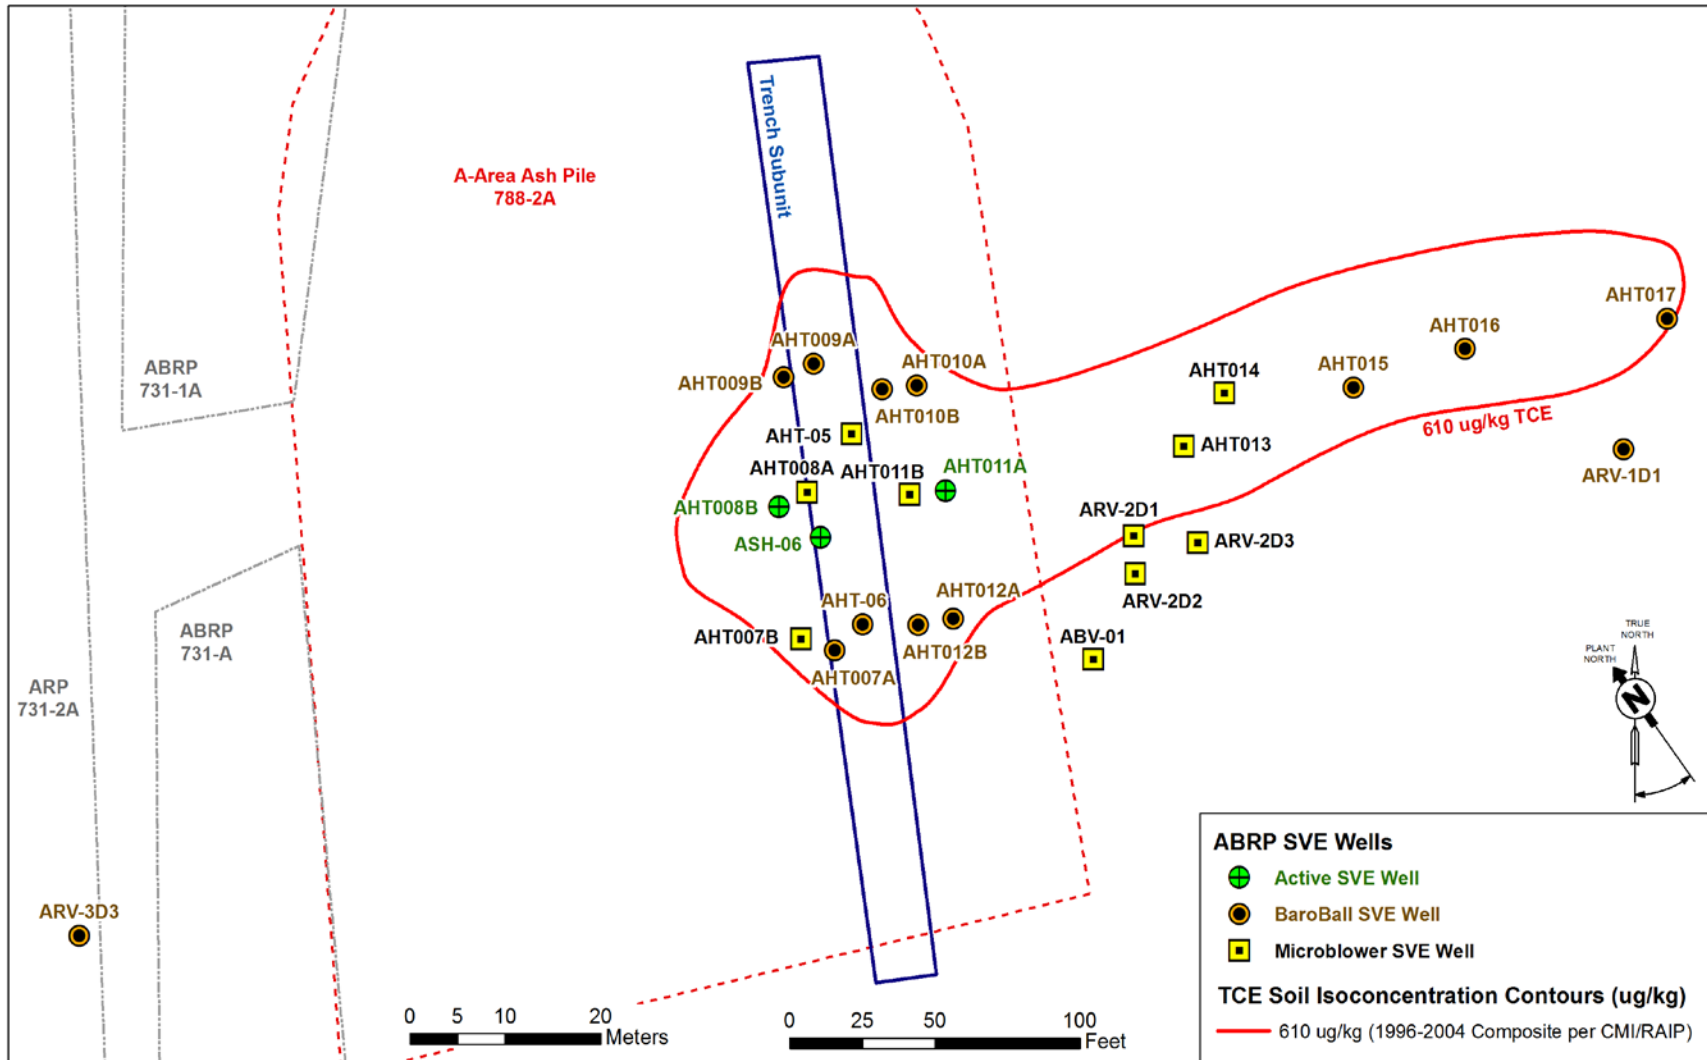 Trench Subunit
A-Area Ash Pile
788-2A
ABRP
731-1A
ABRP
731-A
ARP
731-2A
ARV-3D3
AHT009A
AHT009B
AHT010A
AHT010B
AHT-05
AHT008A
AHT011B
AHT011A
AHT008B
ASH-06
AHT-06
AHT012A
AHT007B
AHT012B
AHT007A
AHT017
AHT016
AHT014
AHT015
610 ug/kg TCE
AHT013
ARV-1D1
ARV-2D1
ARV-2D3
ARV-2D2
ABV-01
TRUE
NORTH
PLANT
NORTH
N
ABRP SVE Wells
Active SVE Well
BaroBall SVE Well
Microblower SVE Well
TCE Soil Isoconcentration Contours (ug/kg)
610 ug/kg (1996-2004 Composite per CMI/RAIP)
0 5 10 20
Meters
0 25 50 100
Feet